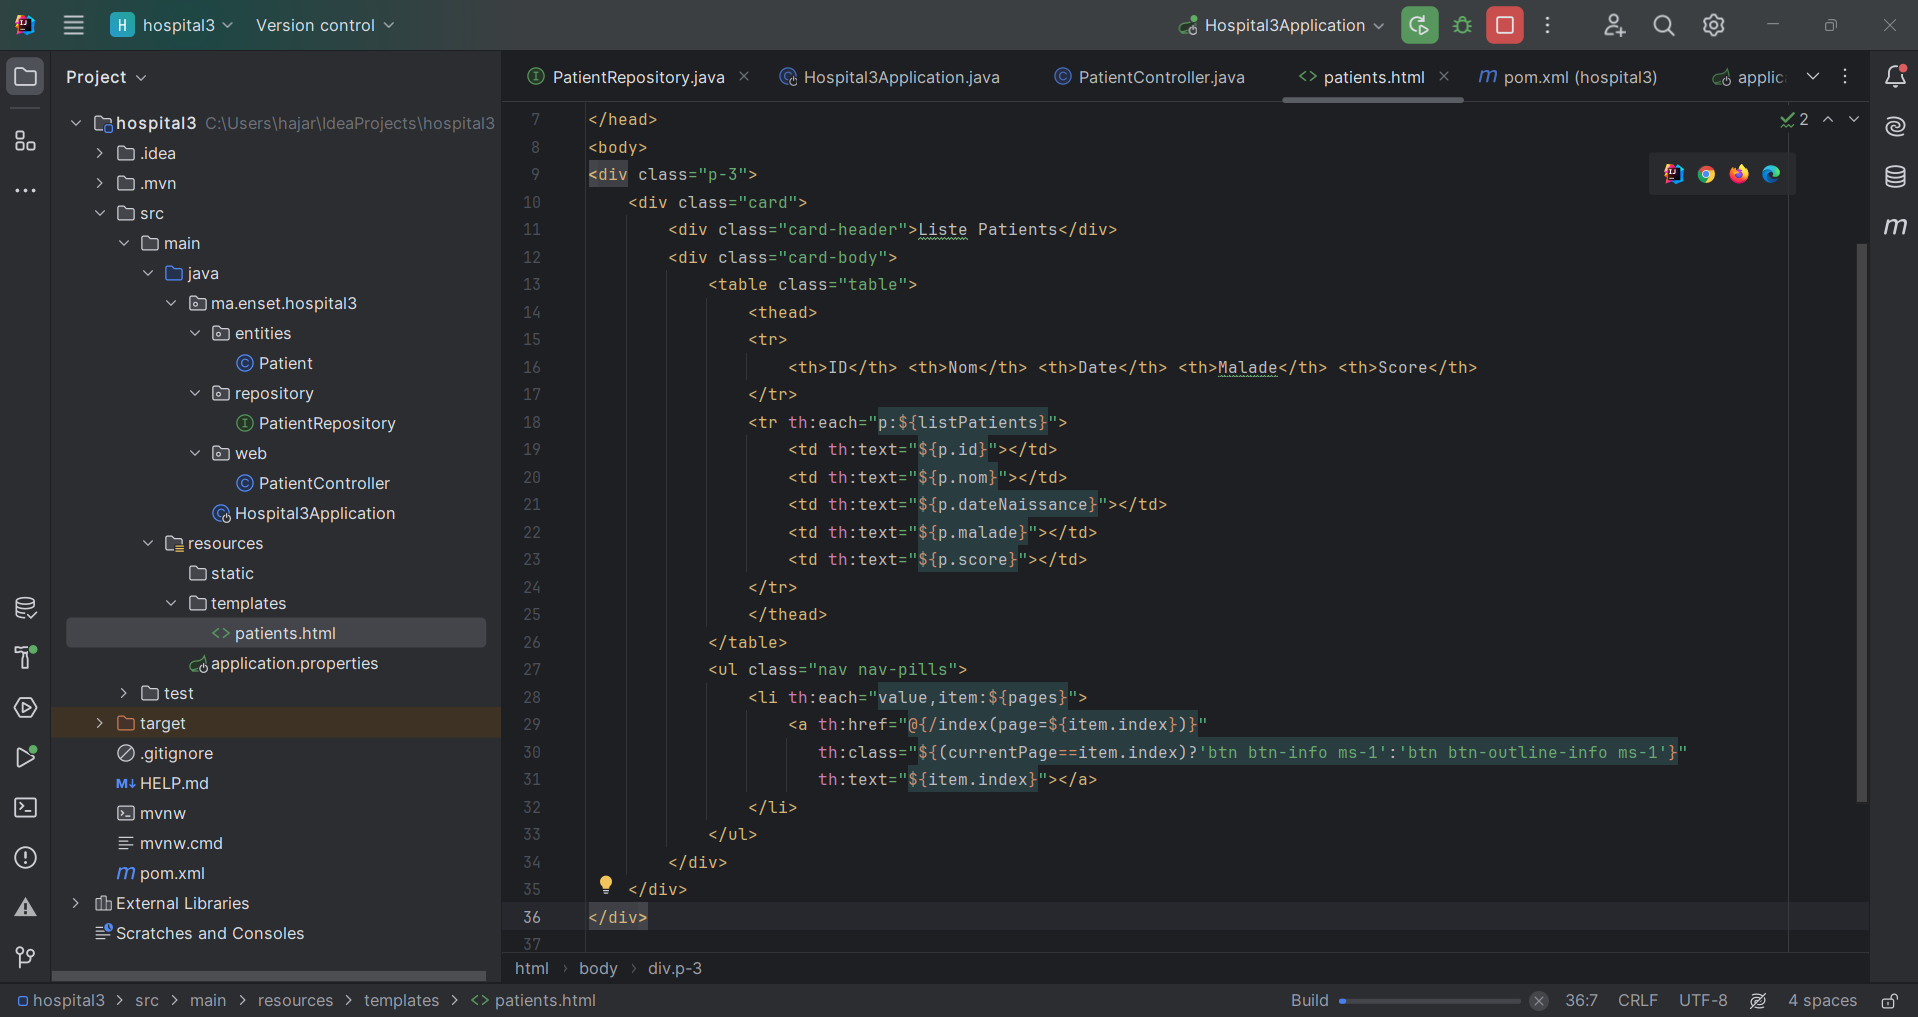 H hospital3 Version control Hospital3Application
Project
PatientRepository.java Hospital3Application.java PatientController.java patients.html pom.xml (hospital3) applic
hospital3 C:\Users\hajar\IdeaProjects\hospital3
.idea
.mvn
src
main
java
ma.enset.hospital3
entities
Patient
repository
PatientRepository
web
PatientController
Hospital3Application
resources
static
templates
patients.html
application.properties
test
target
.gitignore
HELP.md
mvnw
mvnw.cmd
pom.xml
External Libraries
Scratches and Consoles
2
7 </head>
8 <body>
9 <div class="p-3">
10 <div class="card">
11 <div class="card-header">Liste Patients</div>
12 <div class="card-body">
13 <table class="table">
14 <thead>
15 <tr>
16 <th>ID</th> <th>Nom</th> <th>Date</th> <th>Malade</th> <th>Score</th>
17 </tr>
18 <tr th:each="p:${listPatients}">
19 <td th:text="${p.id}"></td>
20 <td th:text="${p.nom}"></td>
21 <td th:text="${p.dateNaissance}"></td>
22 <td th:text="${p.malade}"></td>
23 <td th:text="${p.score}"></td>
24 </tr>
25 </thead>
26 </table>
27 <ul class="nav nav-pills">
28 <li th:each="value,item:${pages}">
29 <a th:href="@{/index(page=${item.index})}"
30 th:class="${(currentPage==item.index)?'btn btn-info ms-1':'btn btn-outline-info ms-1'}"
31 th:text="${item.index}"></a>
32 </li>
33 </ul>
34 </div>
35 </div>
36 </div>
37
html › body › div.p-3
hospital3 > src > main > resources > templates > patients.html
Build 36:7 CRLF UTF-8 4 spaces